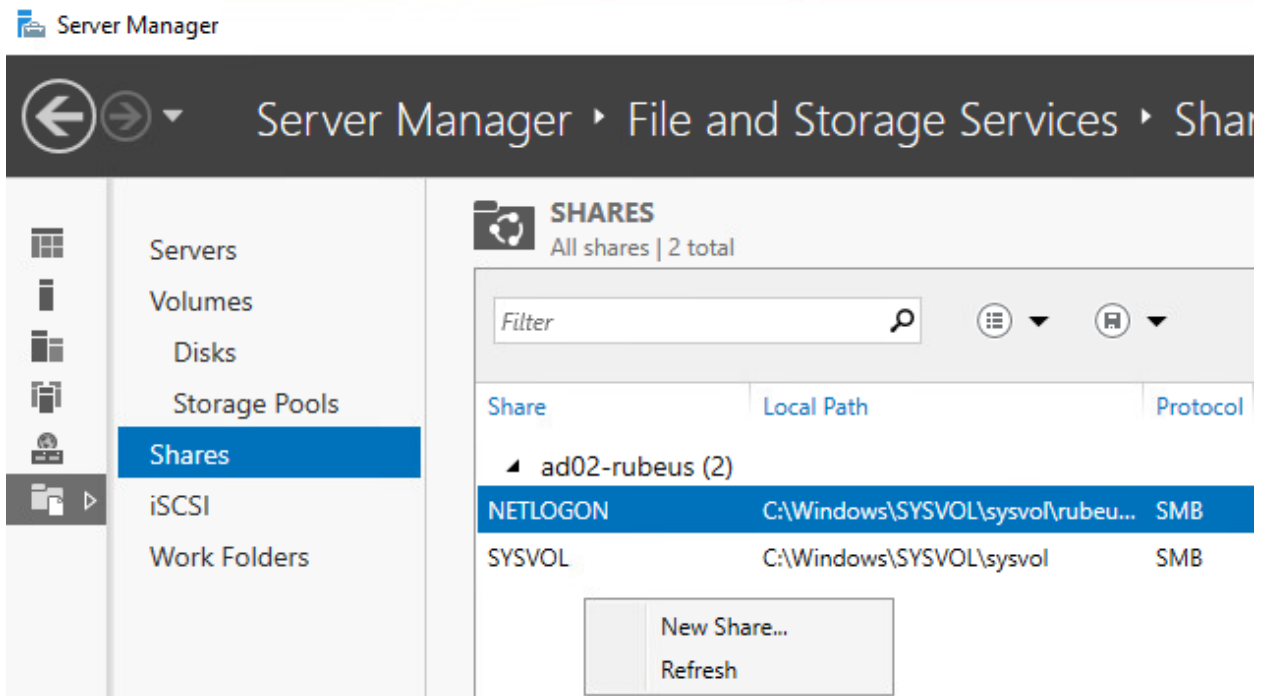 Server Manager
Server Manager ‣ File and Storage Services ‣ Shar
Servers
Volumes
Disks
Storage Pools
Shares
iSCSI
Work Folders
SHARES
All shares | 2 total
Filter
Share Local Path Protocol
ad02-rubeus (2)
NETLOGON C:\Windows\SYSVOL\sysvol\rubeu... SMB
SYSVOL C:\Windows\SYSVOL\sysvol SMB
New Share...
Refresh